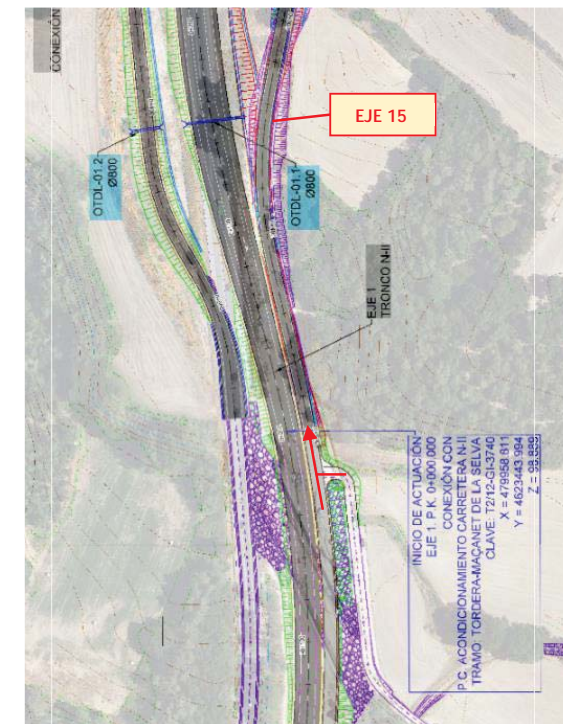 CONEXIÓN
EJE 15
OTDL-01.2
Ø800
OTDL-01.1
Ø800
EJE 1
TRONCO N-II
INICIO DE ACTUACIÓN
EJE 1. P.K. 0+000.000
CONEXIÓN CON
P.C. ACONDICIONAMIENTO CARRETERA N-II
TRAMO: TORDERA-MAÇANET DE LA SELVA
CLAVE: T2/12-GI-3740
X = 479958.611
Y = 4623443.994